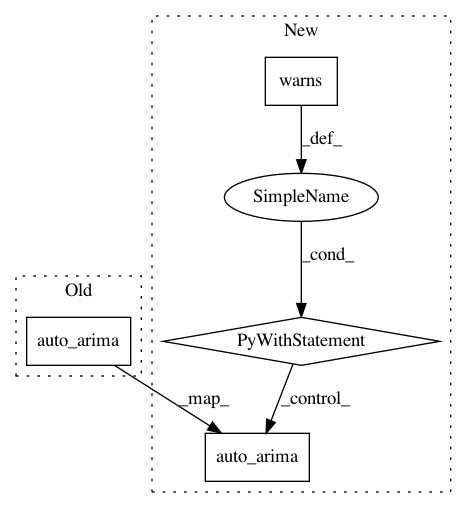 New
warns
_def_
SimpleName
_cond_
Old
auto_arima
PyWithStatement
_map_
_control_
auto_arima